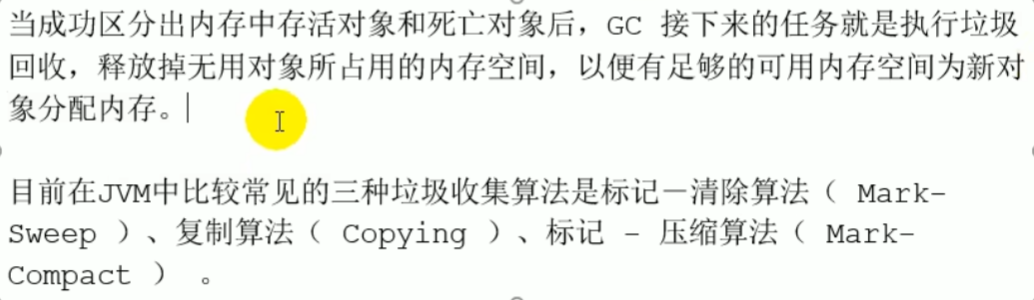 当成功区分出内存中存活对象和死亡对象后，GC 接下来的任务就是执行垃圾
回收，释放掉无用对象所占用的内存空间，以便有足够的可用内存空间为新对
象分配内存。
目前在JVM中比较常见的三种垃圾收集算法是标记－清除算法（ Mark-
Sweep ）、复制算法（ Copying ）、标记 - 压缩算法（ Mark-
Compact ） 。